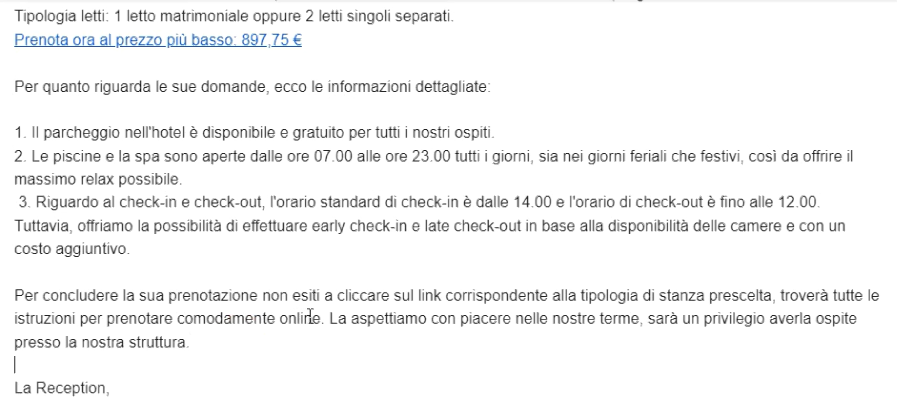 Tipologia letti: 1 letto matrimoniale oppure 2 letti singoli separati.
Prenota ora al prezzo più basso: 897,75 €
Per quanto riguarda le sue domande, ecco le informazioni dettagliate:
1. Il parcheggio nell'hotel è disponibile e gratuito per tutti i nostri ospiti.
2. Le piscine e la spa sono aperte dalle ore 07.00 alle ore 23.00 tutti i giorni, sia nei giorni feriali che festivi, così da offrire il
massimo relax possibile.
3. Riguardo al check-in e check-out, l'orario standard di check-in è dalle 14.00 e l'orario di check-out è fino alle 12.00.
Tuttavia, offriamo la possibilità di effettuare early check-in e late check-out in base alla disponibilità delle camere e con un
costo aggiuntivo.
Per concludere la sua prenotazione non esiti a cliccare sul link corrispondente alla tipologia di stanza prescelta, troverà tutte le
istruzioni per prenotare comodamente online. La aspettiamo con piacere nelle nostre terme, sarà un privilegio averla ospite
presso la nostra struttura.
La Reception,